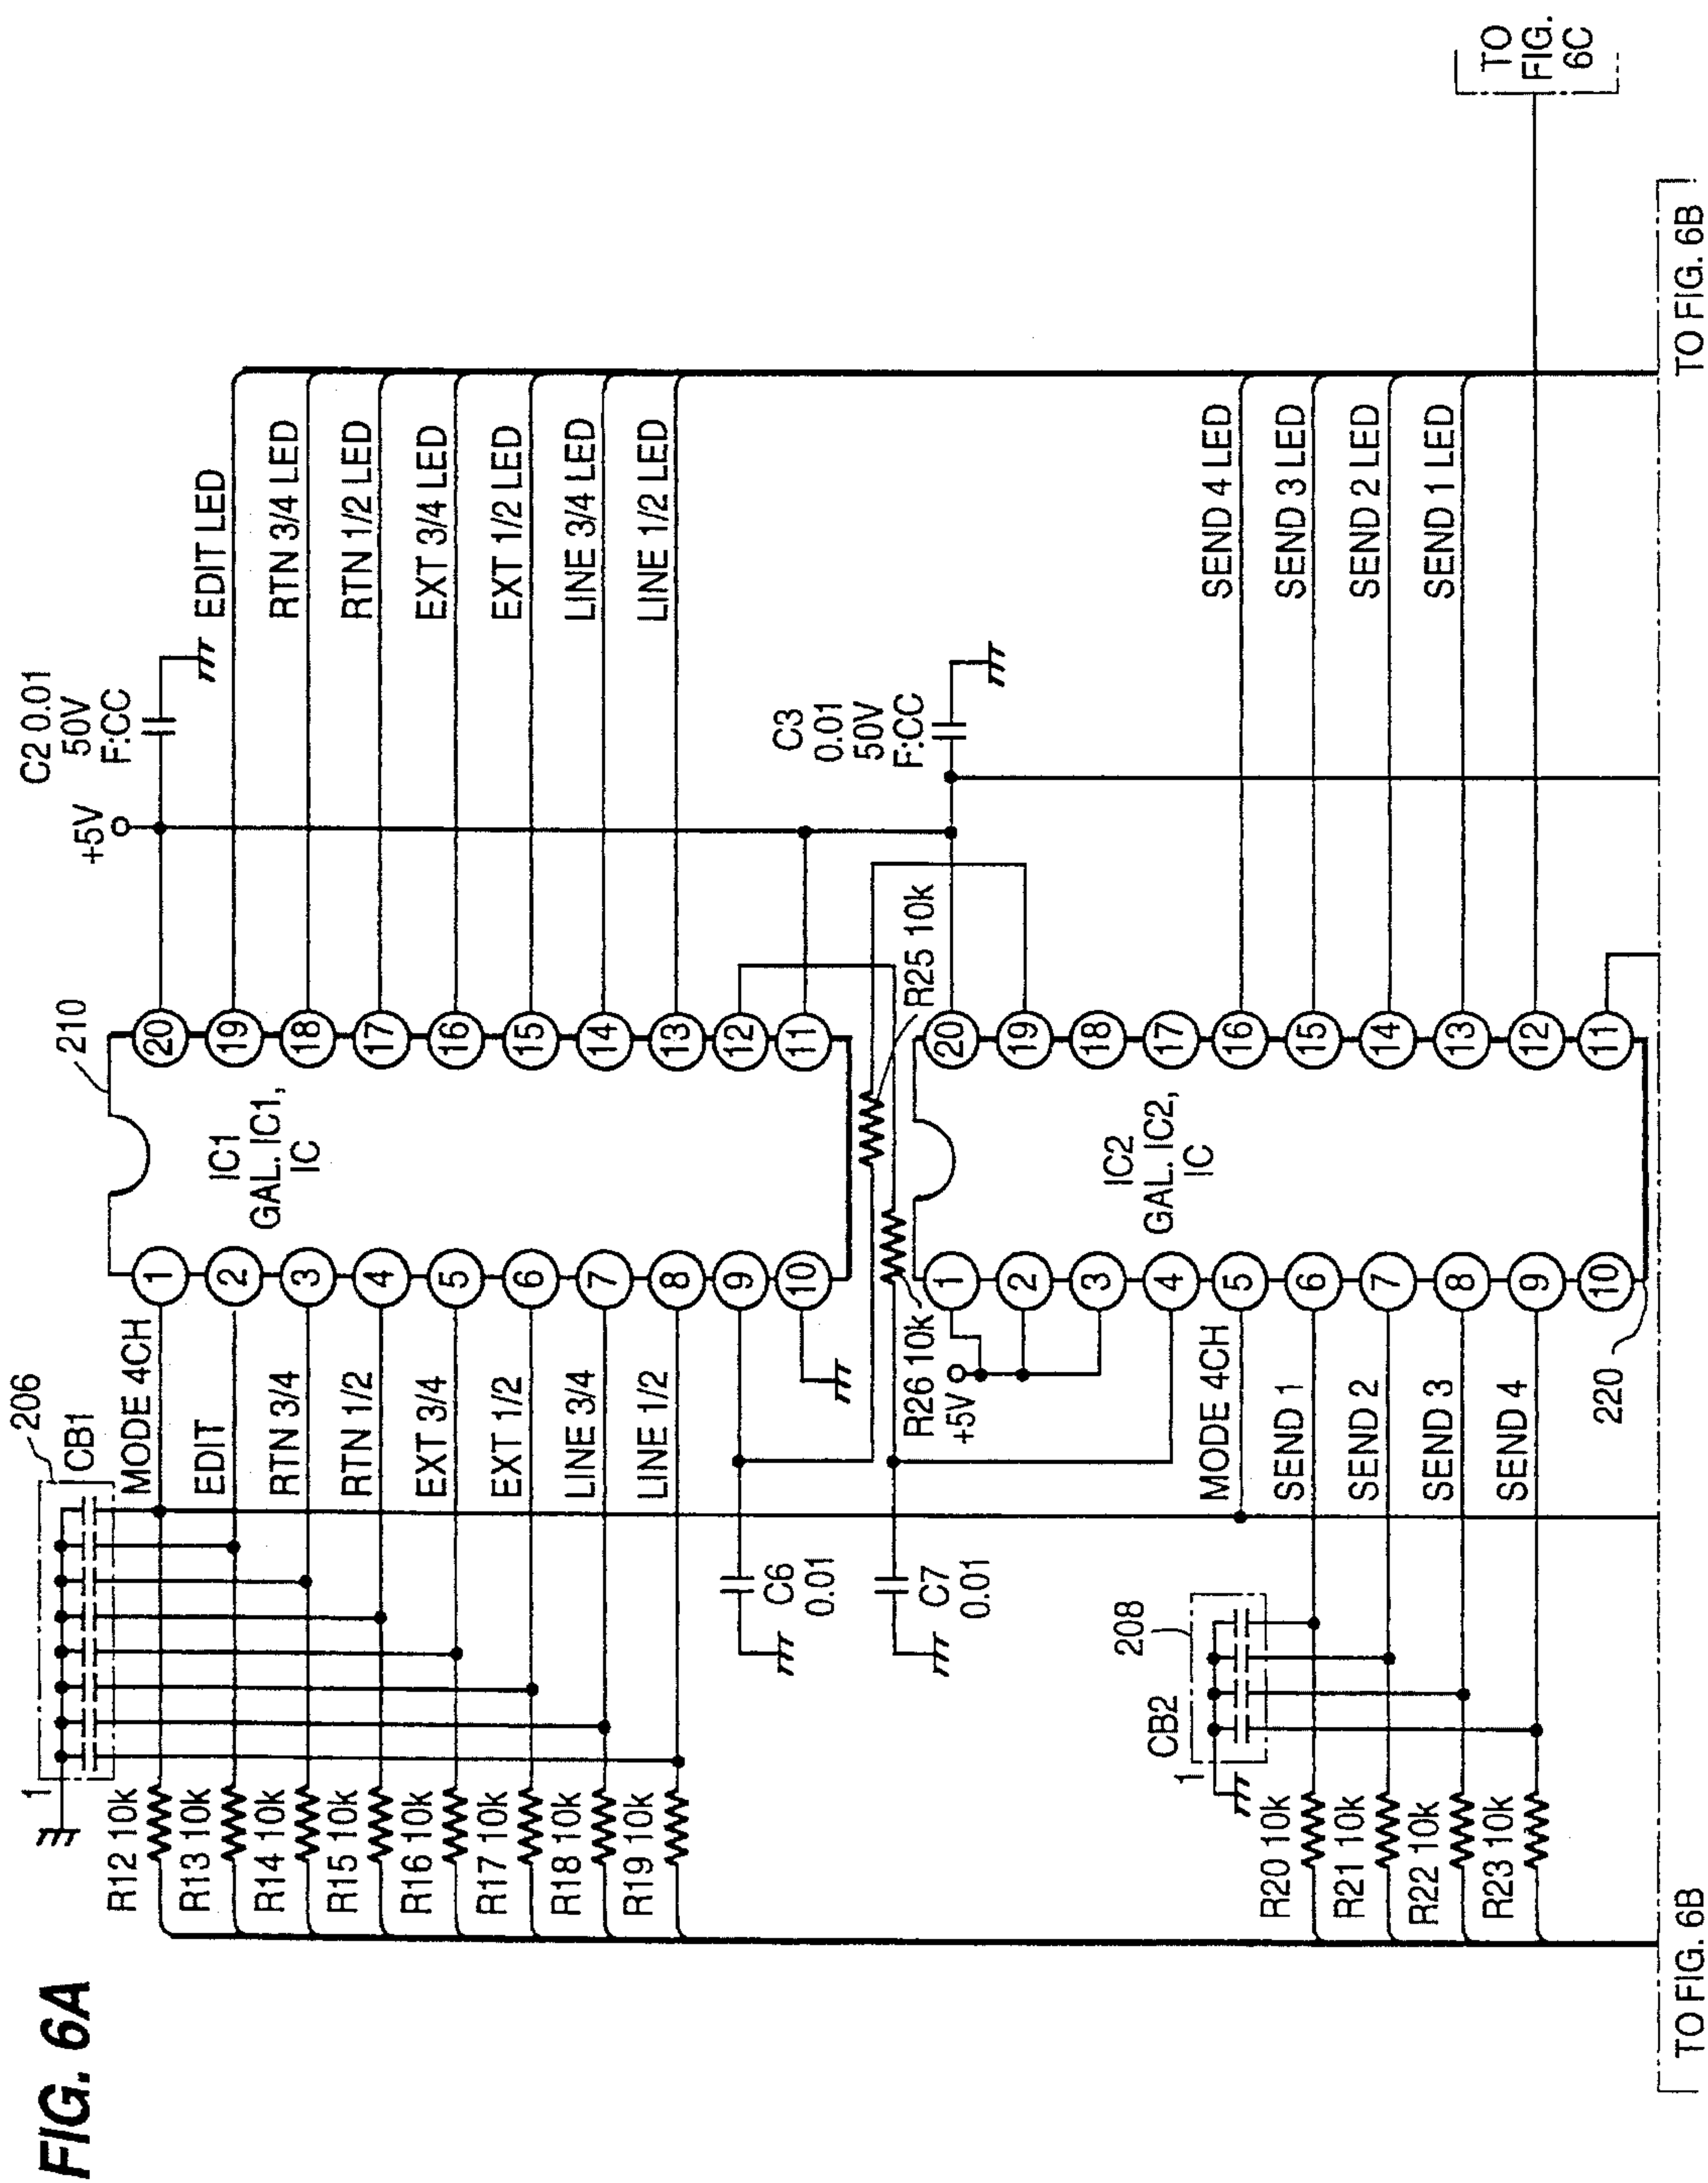 FIG. 6A
206
CB1
1
R12 10k
R13 10k
R14 10k
R15 10k
R16 10k
R17 10k
R18 10k
R19 10k
MODE 4CH
EDIT
RTN 3/4
RTN 1/2
EXT 3/4
EXT 1/2
LINE 3/4
LINE 1/2
1
2
3
4
5
6
7
8
9
10
210
IC1
GAL. IC1,
IC
20
19
18
17
16
15
14
13
12
11
+5V
C2 0.01
50V
F:CC
EDIT LED
RTN 3/4 LED
RTN 1/2 LED
EXT 3/4 LED
EXT 1/2 LED
LINE 3/4 LED
LINE 1/2 LED
C6
0.01
C7
0.01
R26 10k
R25 10k
+5V
C3
0.01
50V
F:CC
208
CB2
1
R20 10k
R21 10k
R22 10k
R23 10k
MODE 4CH
SEND 1
SEND 2
SEND 3
SEND 4
1
2
3
4
5
6
7
8
9
10
220
IC2
GAL. IC2,
IC
20
19
18
17
16
15
14
13
12
11
SEND 4 LED
SEND 3 LED
SEND 2 LED
SEND 1 LED
TO
FIG.
6C
TO FIG. 6B
TO FIG. 6B